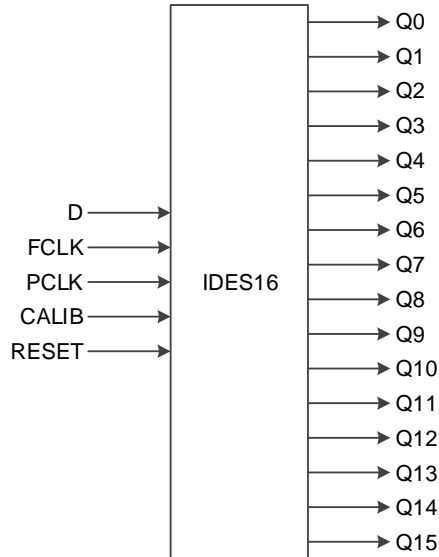 D
FCLK
PCLK
CALIB
RESET
IDES16
Q0
Q1
Q2
Q3
Q4
Q5
Q6
Q7
Q8
Q9
Q10
Q11
Q12
Q13
Q14
Q15